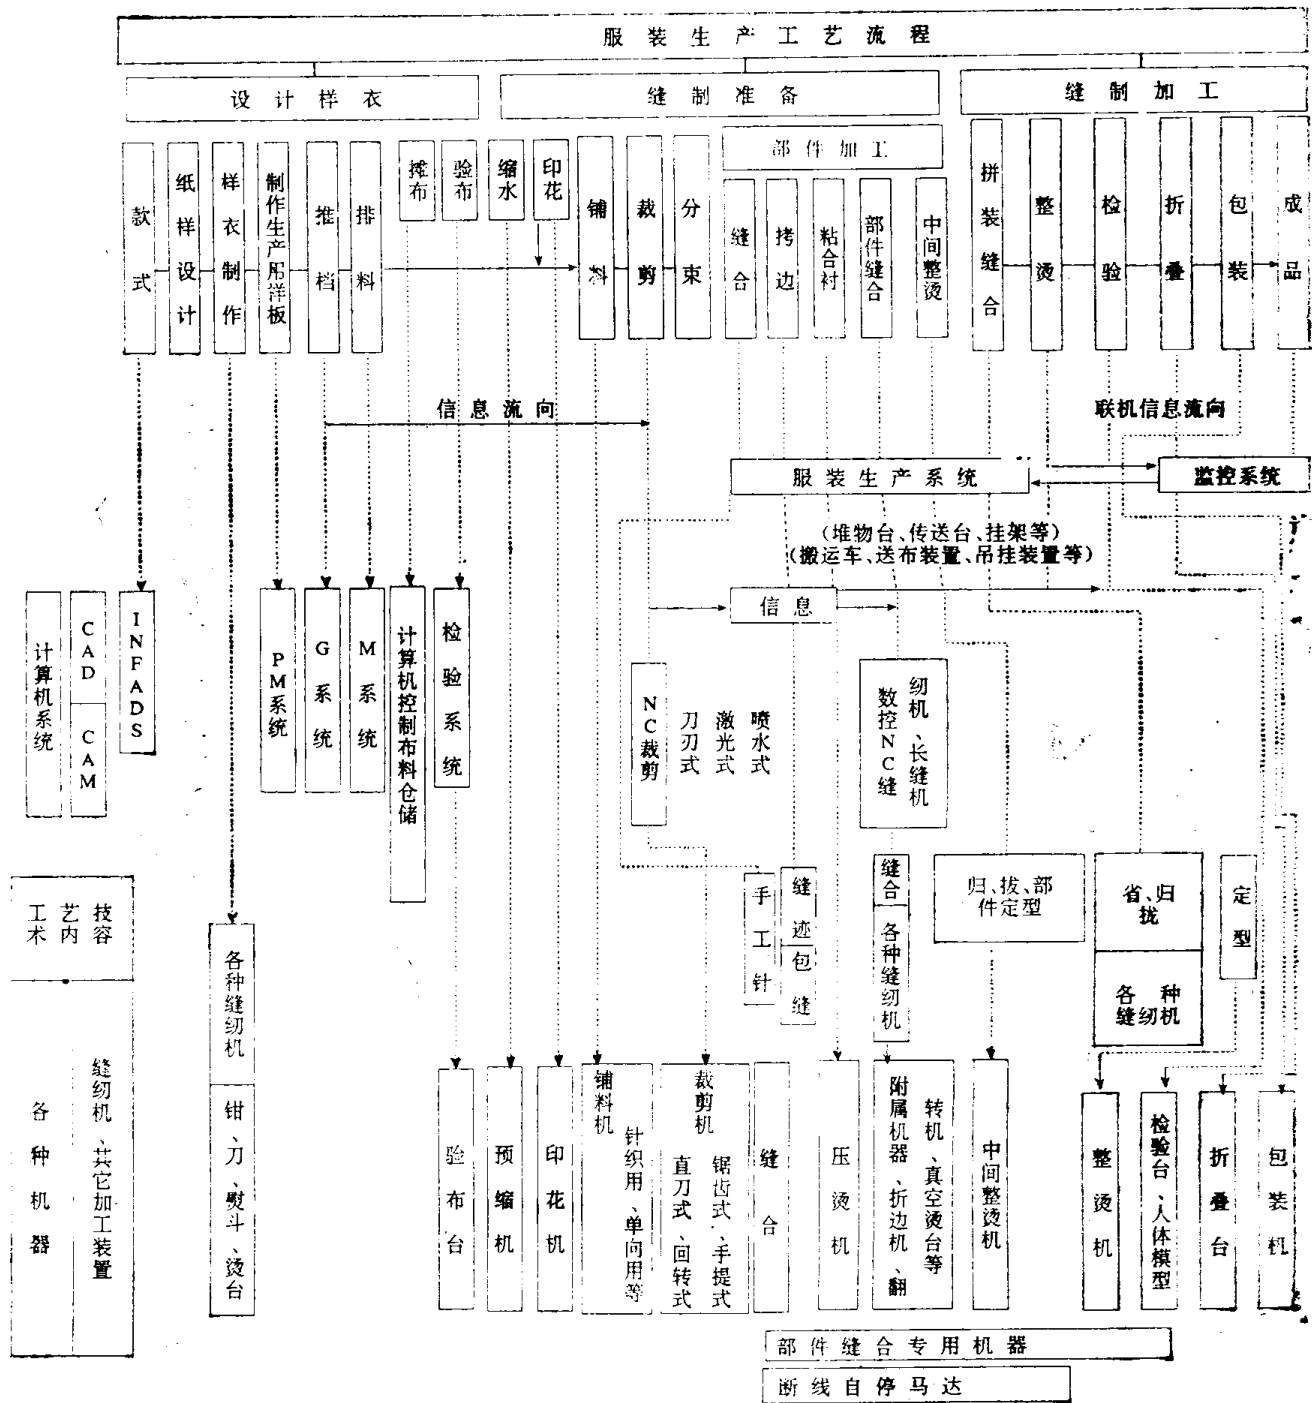 服装生产工艺流程
设计样衣
缝制准备
缝制加工
部件加工
款式
纸样设计
样衣制作
制作生产用洋板
推档
排料
摊布
验布
缩水
印花
铺料
裁剪
分束
缝合
拷边
粘合衬
部件缝合
中间整烫
拼装缝合
整烫
检验
折叠
包装
成品
信息流向
联机信息流向
服装生产系统
监控系统
(堆物台、传送台、挂架等)
(搬运车、送布装置、吊挂装置等)
信息
计算机系统
CAD
CAM
INFADS
PM系统
G系统
M系统
计算机控制布料仓储
检验系统
NC裁剪
刀刃式
激光式
喷水式
数控NC缝
纫机、长缝机
工艺技
术内容
各种机器
缝纫机、其它加工装置
各种缝纫机
钳、刀、熨斗、烫台
手工针
缝迹
包缝
缝合
各种缝纫机
归、拔、部
件定型
省、归
拢
各种
缝纫机
定型
验布台
预缩机
印花机
铺料机
针织用、单向用等
裁剪机
直刀式、回转式
锯齿式、手提式
缝合
压烫机
附属机器、折边机、翻
转机、真空烫台等
中间整烫机
整烫机
检验台、人体模型
折叠台
包装机
部件缝合专用机器
断线自停马达